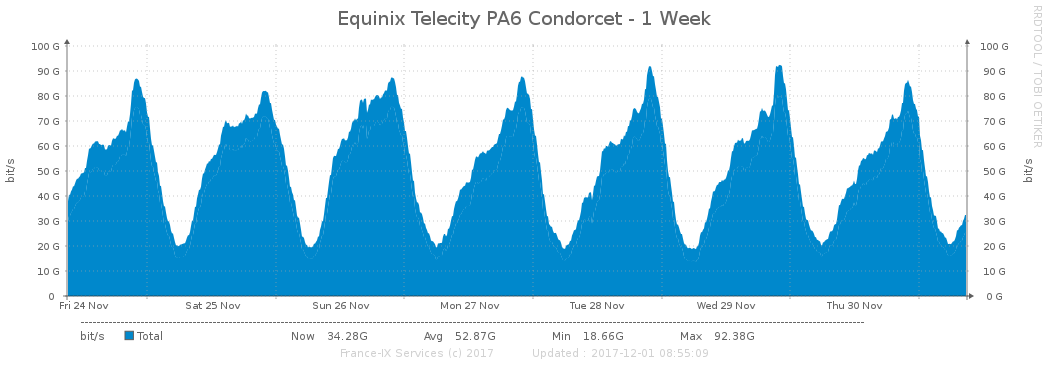 Equinix Telecity PA6 Condorcet - 1 Week
RRDTOOL / TOBI OETIKER
bit/s
100 G
90 G
80 G
70 G
60 G
50 G
40 G
30 G
20 G
10 G
0
100 G
90 G
80 G
70 G
60 G
50 G
40 G
30 G
20 G
10 G
0 G
bit/s
Fri 24 Nov Sat 25 Nov Sun 26 Nov Mon 27 Nov Tue 28 Nov Wed 29 Nov Thu 30 Nov
bit/s Total Now 34.28G Avg 52.87G Min 18.66G Max 92.38G
France-IX Services (c) 2017 Updated : 2017-12-01 08:55:09